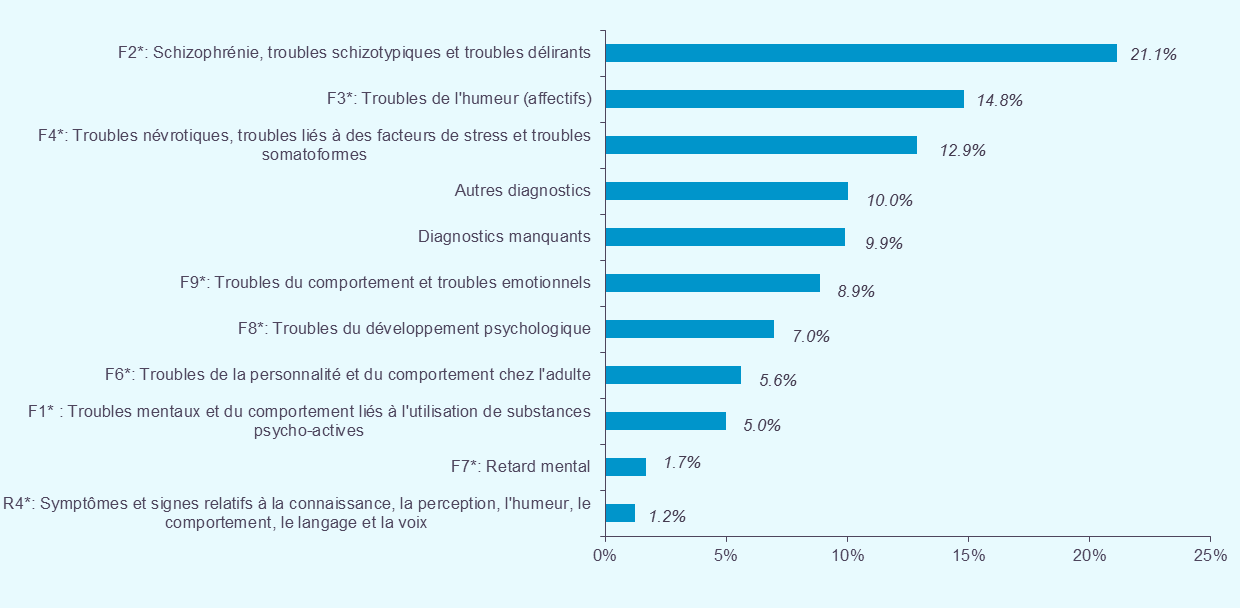 F2*: Schizophrénie, troubles schizotypiques et troubles délirants 21.1%
F3*: Troubles de l'humeur (affectifs) 14.8%
F4*: Troubles névrotiques, troubles liés à des facteurs de stress et troubles
somatoformes 12.9%
Autres diagnostics 10.0%
Diagnostics manquants 9.9%
F9*: Troubles du comportement et troubles emotionnels 8.9%
F8*: Troubles du développement psychologique 7.0%
F6*: Troubles de la personnalité et du comportement chez l'adulte 5.6%
F1* : Troubles mentaux et du comportement liés à l'utilisation de substances
psycho-actives 5.0%
F7*: Retard mental 1.7%
R4*: Symptômes et signes relatifs à la connaissance, la perception, l'humeur, le
comportement, le langage et la voix 1.2%
0% 5% 10% 15% 20% 25%